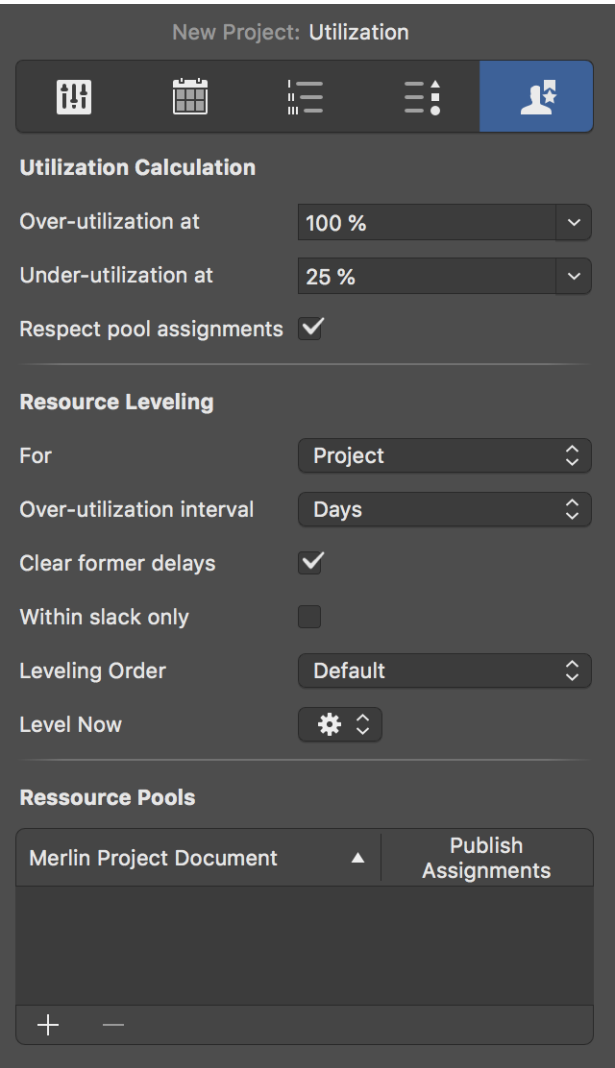 New Project: Utilization
Utilization Calculation
Over-utilization at 100 %
Under-utilization at 25 %
Respect pool assignments
Resource Leveling
For Project
Over-utilization interval Days
Clear former delays
Within slack only
Leveling Order Default
Level Now
Ressource Pools
Merlin Project Document
Publish
Assignments